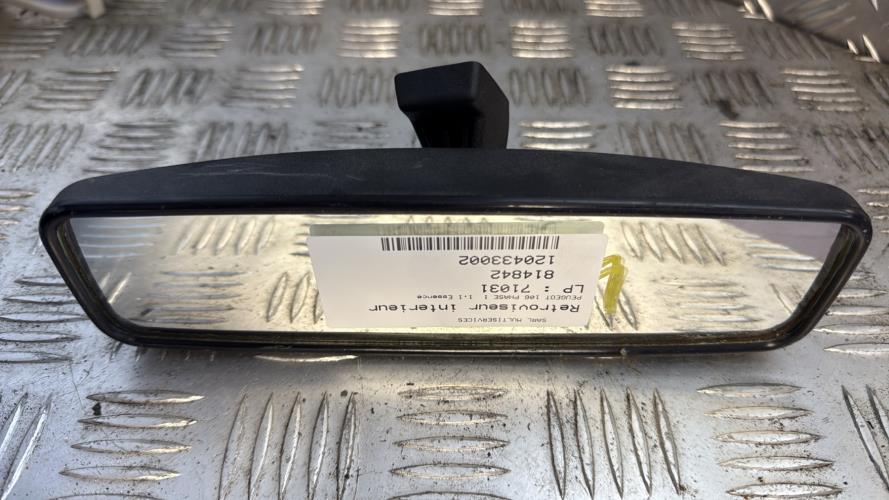 SARL MULTISERVICES
Retroviseur interieur
PEUGEOT 106 PHASE 1 1.1 Essence
LP : 71031
814842
120433002